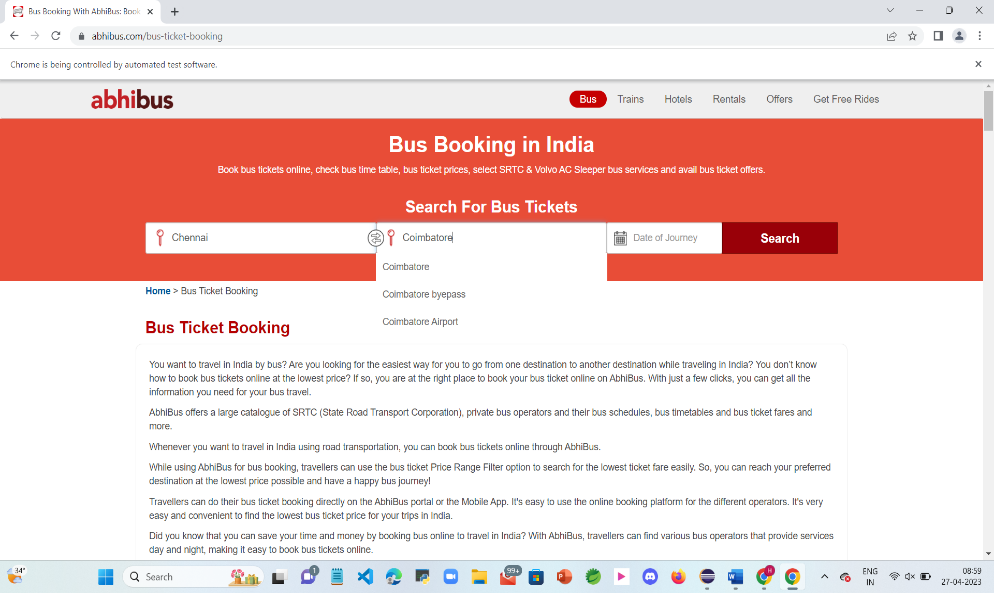 Bus Booking With AbhiBus: Book
abhibus.com/bus-ticket-booking
Chrome is being controlled by automated test software.
abhibus
Bus Trains Hotels Rentals Offers Get Free Rides
Bus Booking in India
Book bus tickets online, check bus time table, bus ticket prices, select SRTC & Volvo AC Sleeper bus services and avail bus ticket offers.
Search For Bus Tickets
Chennai Coimbatore Date of Journey Search
Coimbatore
Coimbatore byepass
Coimbatore Airport
Home > Bus Ticket Booking
Bus Ticket Booking
You want to travel in India by bus? Are you looking for the easiest way for you to go from one destination to another destination while traveling in India? You don't know
how to book bus tickets online at the lowest price? If so, you are at the right place to book your bus ticket online on AbhiBus. With just a few clicks, you can get all the
information you need for your bus travel.
AbhiBus offers a large catalogue of SRTC (State Road Transport Corporation), private bus operators and their bus schedules, bus timetables and bus ticket fares and
more.
Whenever you want to travel in India using road transportation, you can book bus tickets online through AbhiBus.
While using AbhiBus for bus booking, travellers can use the bus ticket Price Range Filter option to search for the lowest ticket fare easily. So, you can reach your preferred
destination at the lowest price possible and have a happy bus journey!
Travellers can do their bus ticket booking directly on the AbhiBus portal or the Mobile App. It's easy to use the online booking platform for the different operators. It's very
easy and convenient to find the lowest bus ticket price for your trips in India.
Did you know that you can save your time and money by booking bus online to travel in India? With AbhiBus, travellers can find various bus operators that provide services
day and night, making it easy to book bus tickets online.
34°
Search
1
99+
H
ENG
IN
08:59
27-04-2023